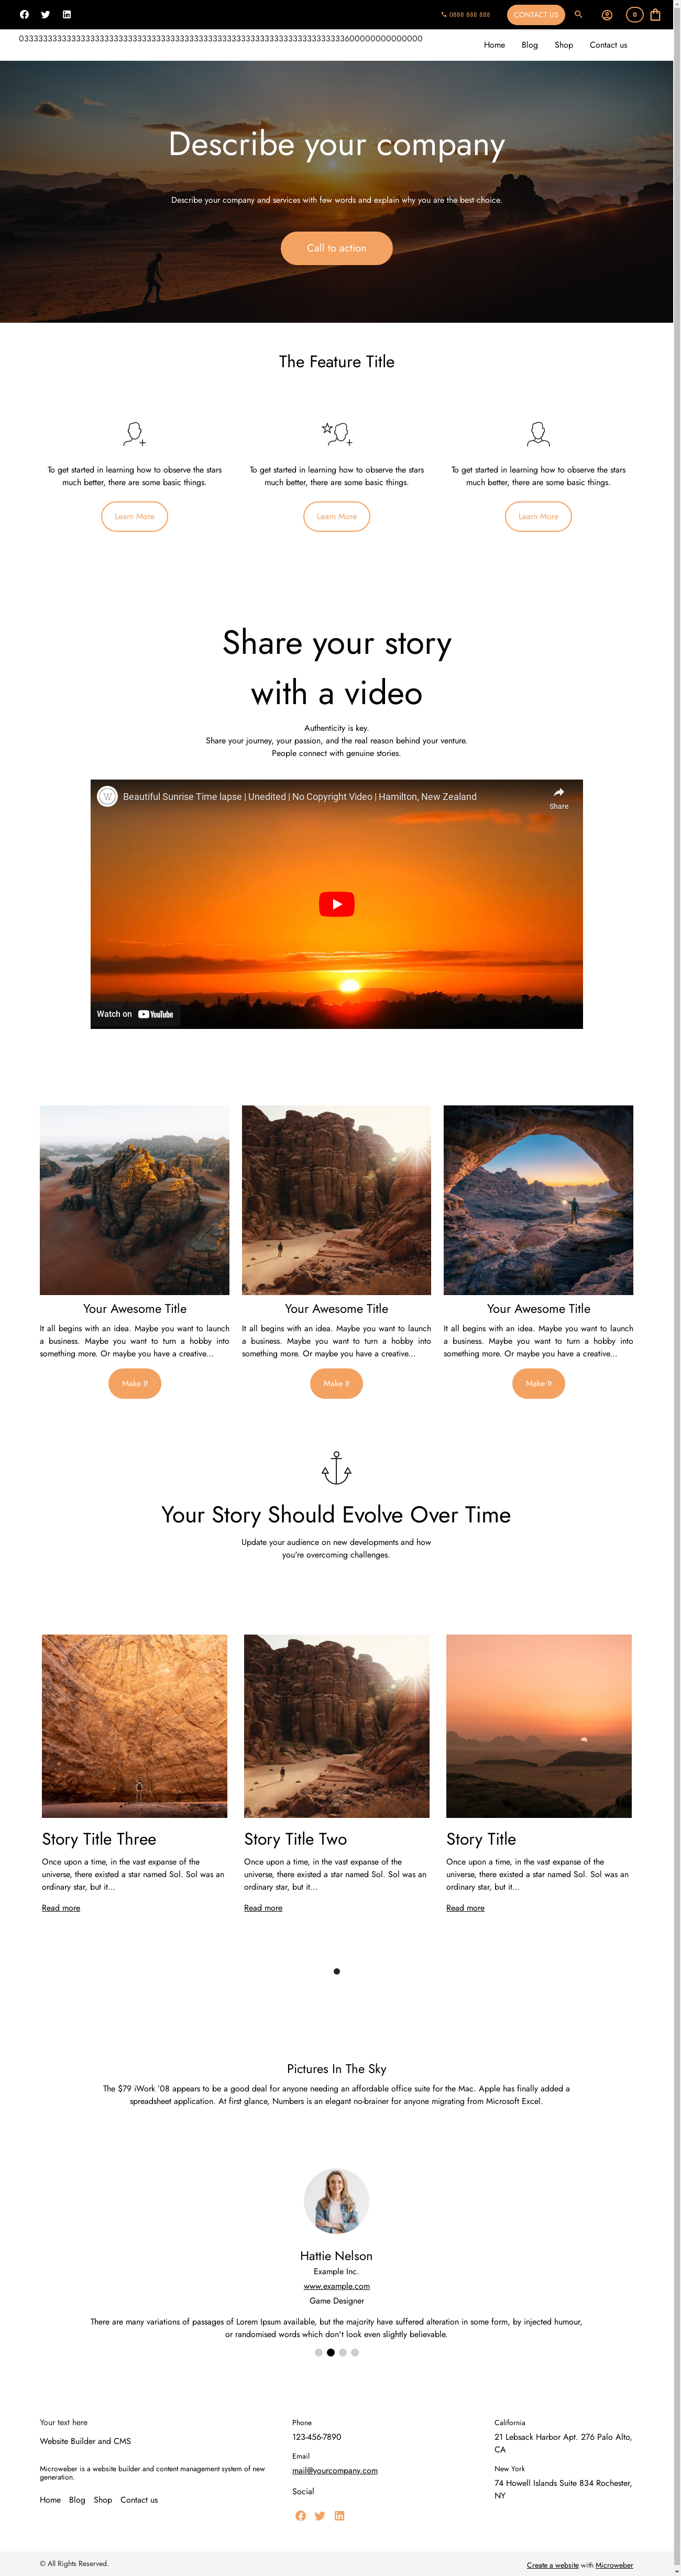 0888 888 888 CONTACT US 0
Home Blog Shop Contact us
Describe your company
Describe your company and services with few words and explain why you are the best choice.
Call to action
The Feature Title
To get started in learning how to observe the stars
much better, there are some basic things.
Learn More
To get started in learning how to observe the stars
much better, there are some basic things.
Learn More
To get started in learning how to observe the stars
much better, there are some basic things.
Learn More
Share your story
with a video
Authenticity is key.
Share your journey, your passion, and the real reason behind your venture.
People connect with genuine stories.
W Beautiful Sunrise Time lapse | Unedited | No Copyright Video | Hamilton, New Zealand
Share
Watch on YouTube
Your Awesome Title
It all begins with an idea. Maybe you want to launch
a business. Maybe you want to turn a hobby into
something more. Or maybe you have a creative...
Make It
Your Awesome Title
It all begins with an idea. Maybe you want to launch
a business. Maybe you want to turn a hobby into
something more. Or maybe you have a creative...
Make It
Your Awesome Title
It all begins with an idea. Maybe you want to launch
a business. Maybe you want to turn a hobby into
something more. Or maybe you have a creative...
Make It
Your Story Should Evolve Over Time
Update your audience on new developments and how
you're overcoming challenges.
Story Title Three
Once upon a time, in the vast expanse of the
universe, there existed a star named Sol. Sol was an
ordinary star, but it...
Read more
Story Title Two
Once upon a time, in the vast expanse of the
universe, there existed a star named Sol. Sol was an
ordinary star, but it...
Read more
Story Title
Once upon a time, in the vast expanse of the
universe, there existed a star named Sol. Sol was an
ordinary star, but it...
Read more
Pictures In The Sky
The $79 iWork ’08 appears to be a good deal for anyone needing an affordable office suite for the Mac. Apple has finally added a
spreadsheet application. At first glance, Numbers is an elegant no-brainer for anyone migrating from Microsoft Excel.
Hattie Nelson
Example Inc.
www.example.com
Game Designer
There are many variations of passages of Lorem Ipsum available, but the majority have suffered alteration in some form, by injected humour,
or randomised words which don't look even slightly believable.
Your text here
Website Builder and CMS
Microweber is a website builder and content management system of new
generation.
Home Blog Shop Contact us
Phone
123-456-7890
Email
mail@yourcompany.com
Social
California
21 Lebsack Harbor Apt. 276 Palo Alto,
CA
New York
74 Howell Islands Suite 834 Rochester,
NY
© All Rights Reserved.
Create a website with Microweber